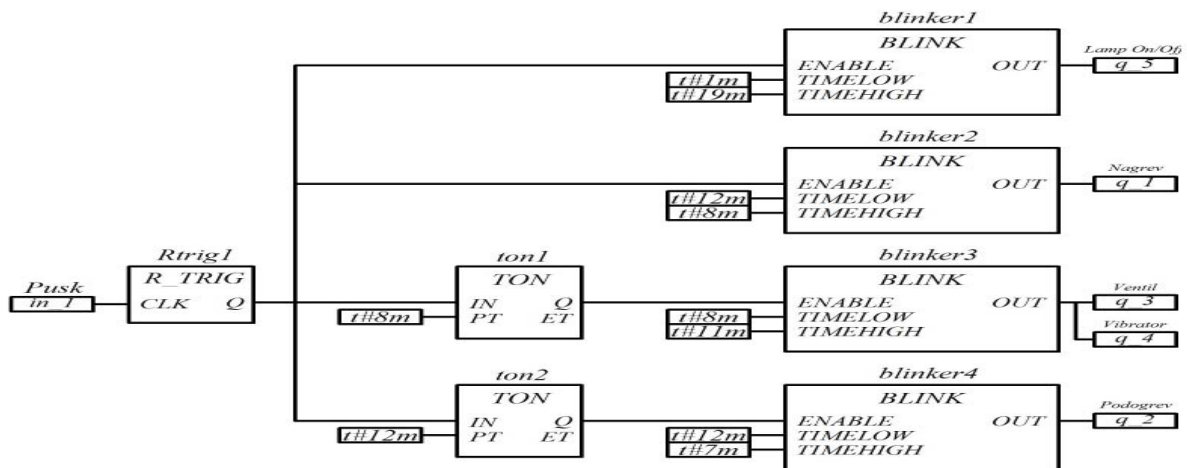 blinker1
BLINK
Lamp On/Of
ENABLE OUT
q_5
t#1m TIMELOW
t#19m TIMEHIGH
blinker2
BLINK
Nagrev
ENABLE OUT
q_1
t#12m TIMELOW
t#8m TIMEHIGH
Rtrig1
ton1
blinker3
Pusk
R_TRIG
TON
BLINK
Ventil
in_1
CLK Q
IN Q
ENABLE OUT
q_3
t#8m
PT ET
t#8m TIMELOW
t#11m TIMEHIGH
Vibrator
q_4
ton2
blinker4
TON
BLINK
Podogrev
IN Q
ENABLE OUT
q_2
t#12m
PT ET
t#12m TIMELOW
t#7m TIMEHIGH